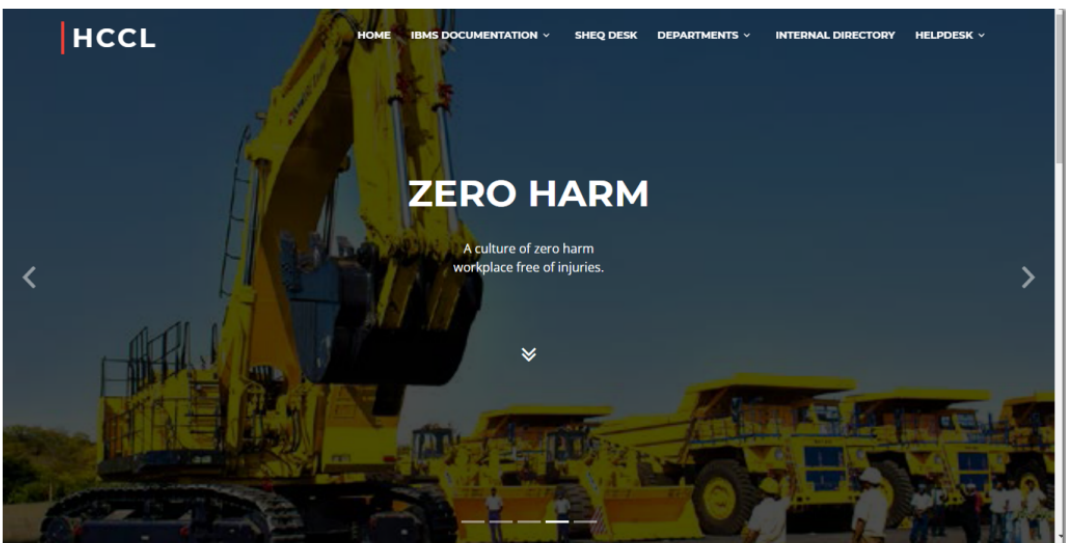 HCCL
HOME IBMS DOCUMENTATION SHEQ DESK DEPARTMENTS INTERNAL DIRECTORY HELPDESK
ZERO HARM
A culture of zero harm
workplace free of injuries.